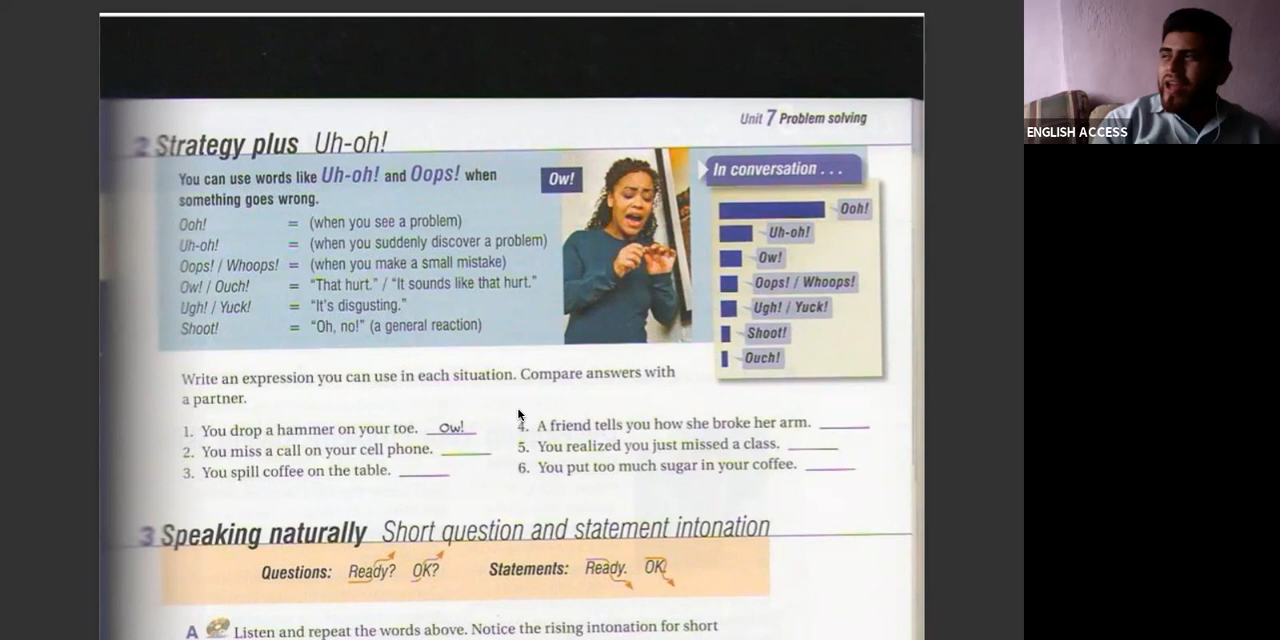 Unit 7 Problem solving
2 Strategy plus Uh-oh!
You can use words like Uh-oh! and Oops! when
something goes wrong.
Ooh! = (when you see a problem)
Uh-oh! = (when you suddenly discover a problem)
Oops! / Whoops! = (when you make a small mistake)
Ow! / Ouch! = "That hurt." / "It sounds like that hurt."
Ugh! / Yuck! = "It's disgusting."
Shoot! = "Oh, no!" (a general reaction)
Ow!
In conversation . . .
Ooh!
Uh-oh!
Ow!
Oops! / Whoops!
Ugh! / Yuck!
Shoot!
Ouch!
Write an expression you can use in each situation. Compare answers with
a partner.
1. You drop a hammer on your toe. Ow!
2. You miss a call on your cell phone.
3. You spill coffee on the table.
4. A friend tells you how she broke her arm.
5. You realized you just missed a class.
6. You put too much sugar in your coffee.
3 Speaking naturally Short question and statement intonation
Questions: Ready? OK? Statements: Ready. OK.
A Listen and repeat the words above. Notice the rising intonation for short
ENGLISH ACCESS